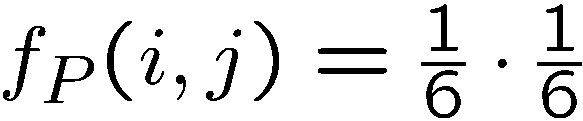 f_P(i, j) = \frac{1}{6} \cdot \frac{1}{6}